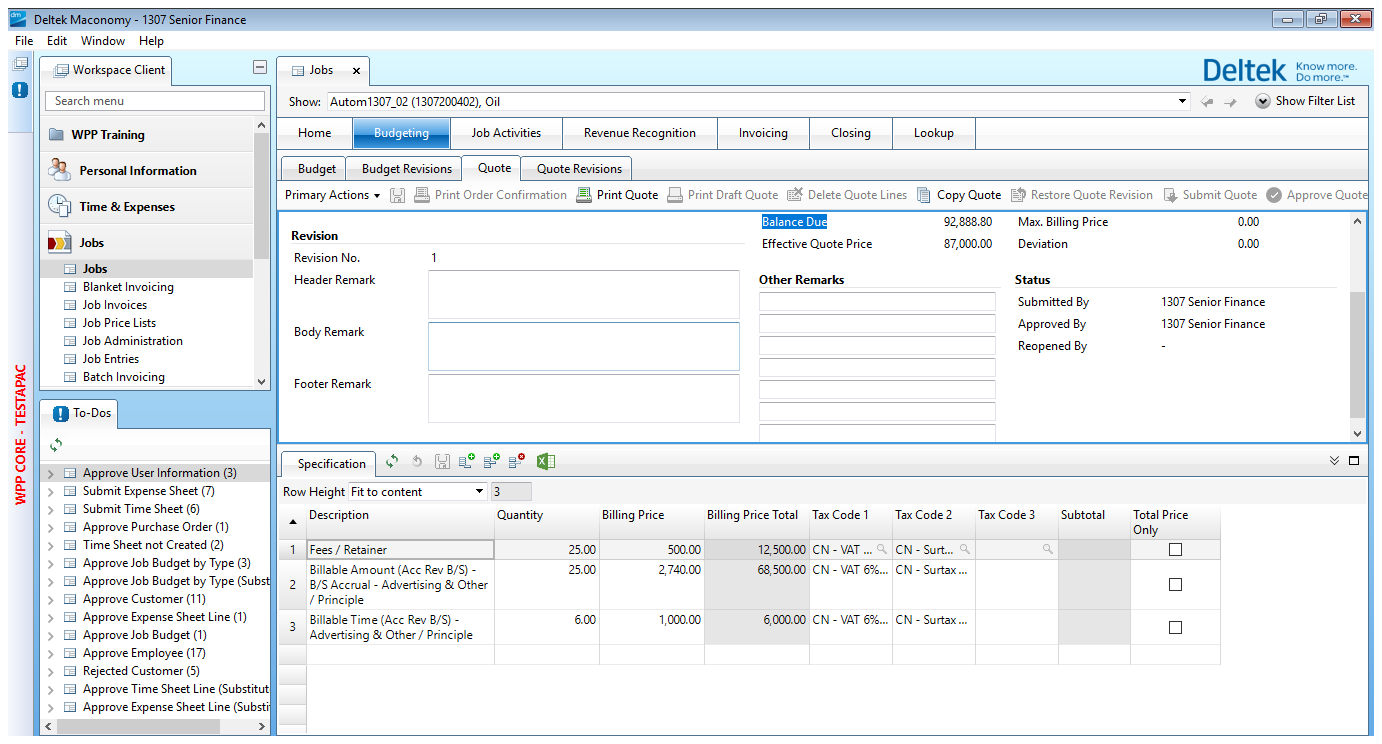 Deltek Maconomy - 1307 Senior Finance
File Edit Window Help
Workspace Client
Search menu
WPP Training
Personal Information
Time & Expenses
Jobs
Jobs
Blanket Invoicing
Job Invoices
Job Price Lists
Job Administration
Job Entries
Batch Invoicing
WPP CORE - TESTAPAC
To-Dos
Approve User Information (3)
Submit Expense Sheet (7)
Submit Time Sheet (6)
Approve Purchase Order (1)
Time Sheet not Created (2)
Approve Job Budget by Type (3)
Approve Job Budget by Type (Subst
Approve Customer (11)
Approve Expense Sheet Line (1)
Approve Job Budget (1)
Approve Employee (17)
Rejected Customer (5)
Approve Time Sheet Line (Substitut
Approve Expense Sheet Line (Substi
Jobs
Deltek Know more.
Do more.™
Show: Autom1307_02 (1307200402), Oil
Show Filter List
Home Budgeting Job Activities Revenue Recognition Invoicing Closing Lookup
Budget Budget Revisions Quote Quote Revisions
Primary Actions Print Order Confirmation Print Quote Print Draft Quote Delete Quote Lines Copy Quote Restore Quote Revision Submit Quote Approve Quote
Balance Due 92,888.80 Max. Billing Price 0.00
Revision
Effective Quote Price 87,000.00 Deviation 0.00
Revision No. 1
Header Remark Other Remarks Status
Submitted By 1307 Senior Finance
Body Remark Approved By 1307 Senior Finance
Reopened By -
Footer Remark
Specification
Row Height Fit to content 3
Description Quantity Billing Price Billing Price Total Tax Code 1 Tax Code 2 Tax Code 3 Subtotal Total Price
Only
1 Fees / Retainer 25.00 500.00 12,500.00 CN - VAT ... CN - Surt...
Billable Amount (Acc Rev B/S) - 25.00 2,740.00 68,500.00 CN - VAT 6%... CN - Surtax ...
2 B/S Accrual - Advertising & Other
/ Principle
Billable Time (Acc Rev B/S) - 6.00 1,000.00 6,000.00 CN - VAT 6%... CN - Surtax ...
3 Advertising & Other / Principle